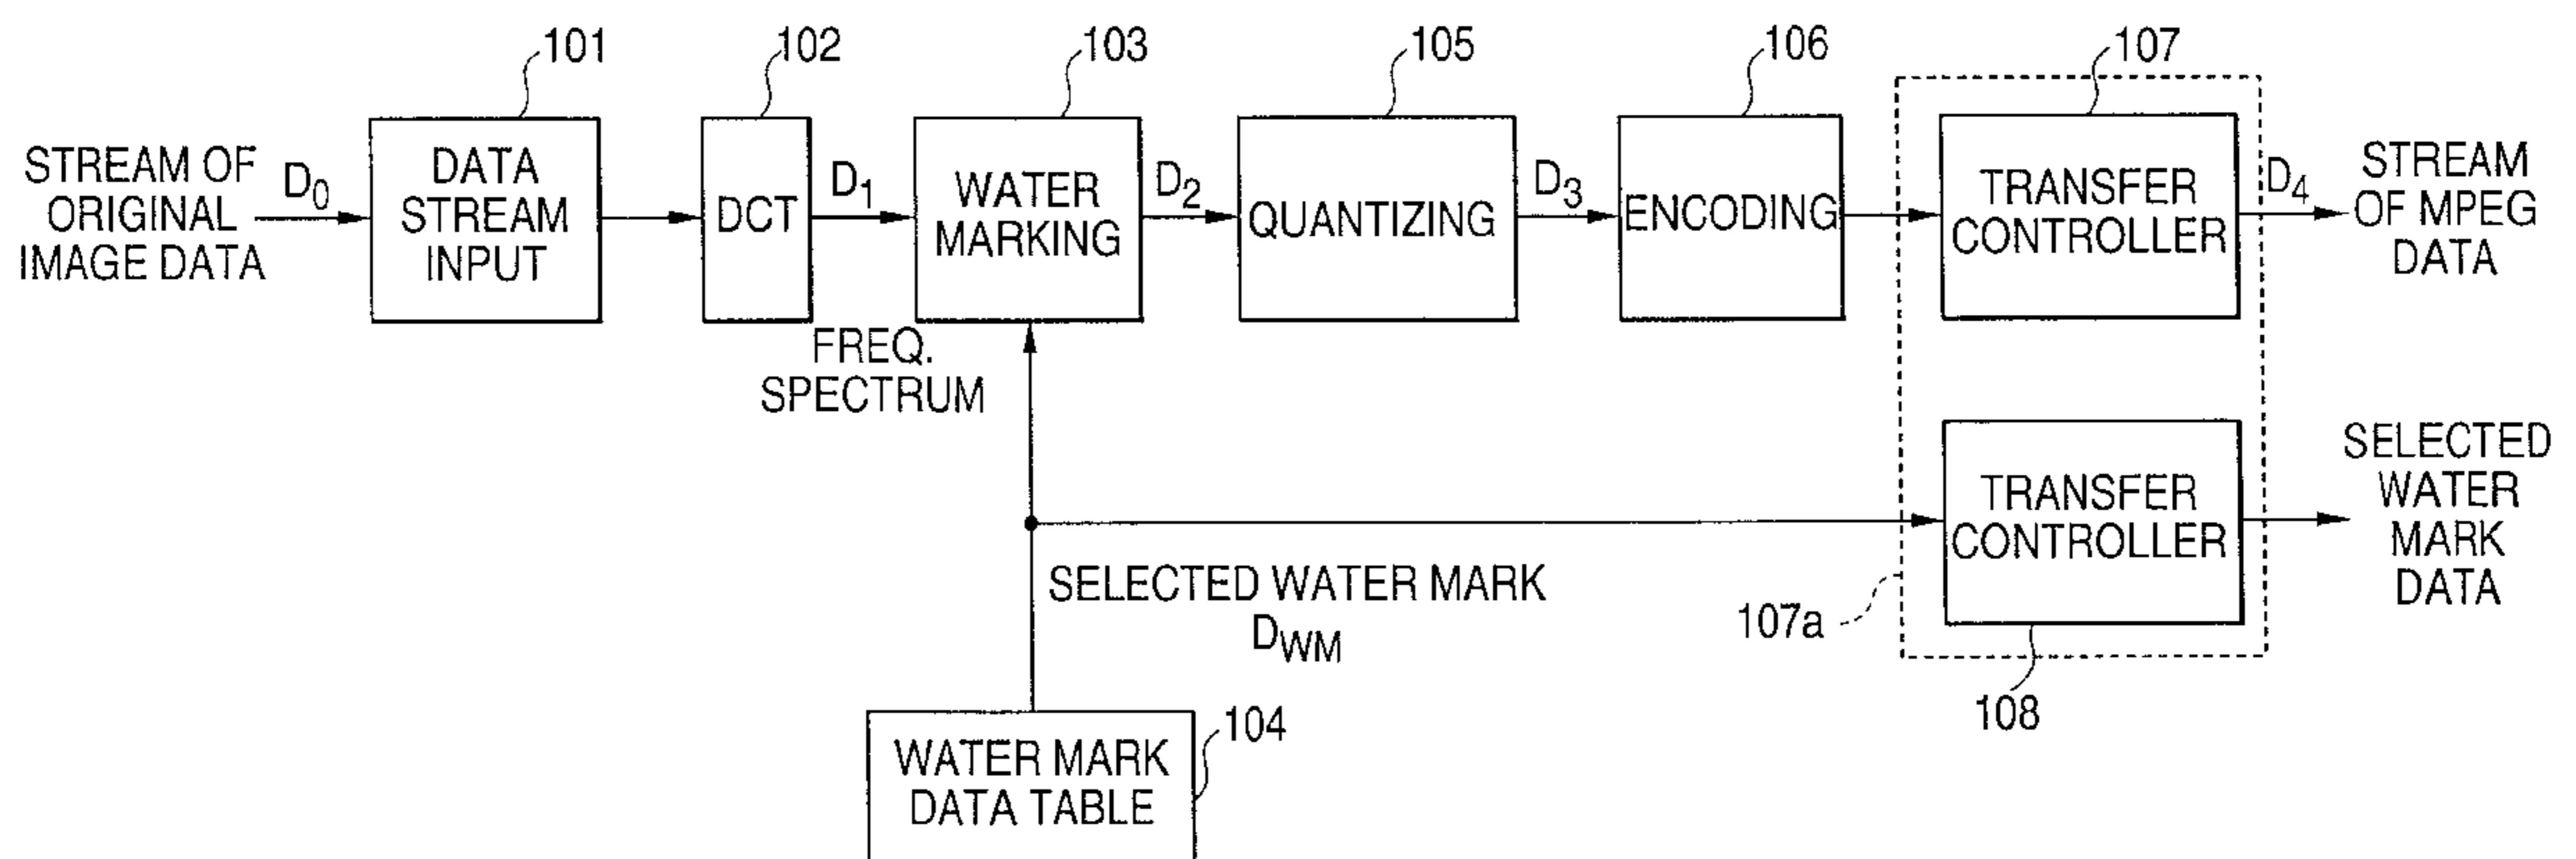 101
102
103
105
106
107
STREAM OF
ORIGINAL
IMAGE DATA
D0
DATA
STREAM
INPUT
DCT
D1
WATER
MARKING
D2
QUANTIZING
D3
ENCODING
TRANSFER
CONTROLLER
D4
STREAM
OF MPEG
DATA
FREQ.
SPECTRUM
TRANSFER
CONTROLLER
SELECTED
WATER
MARK
DATA
SELECTED WATER MARK
DWM
107a
108
104
WATER MARK
DATA TABLE